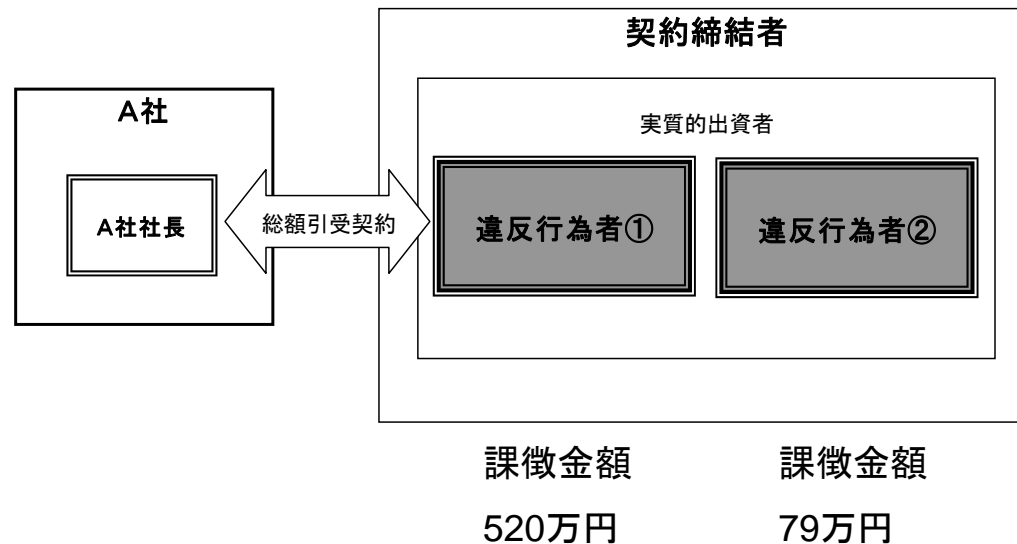 契約締結者
A社
実質的出資者
A社社長
総額引受契約
違反行為者①
違反行為者②
課徴金額
課徴金額
520万円
79万円